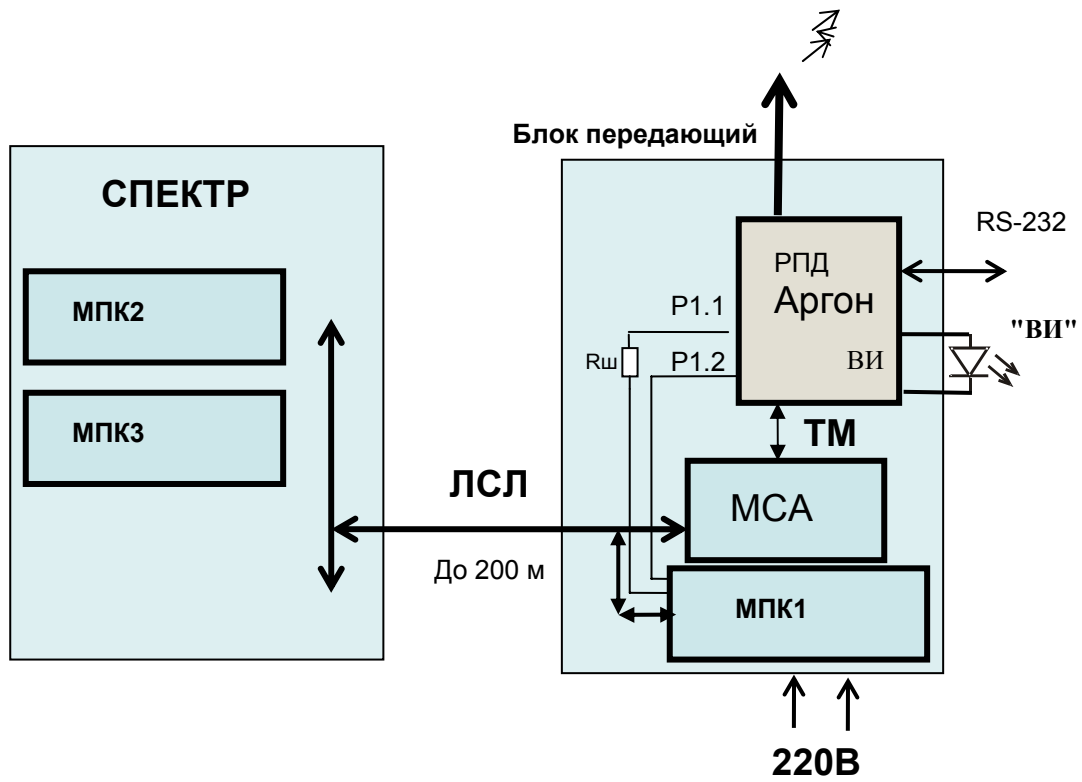 Блок передающий
СПЕКТР
МПК2
МПК3
ЛСЛ
До 200 м
РПД
Аргон
ВИ
RS-232
"ВИ"
P1.1
Rш
P1.2
ТМ
МСА
МПК1
220В